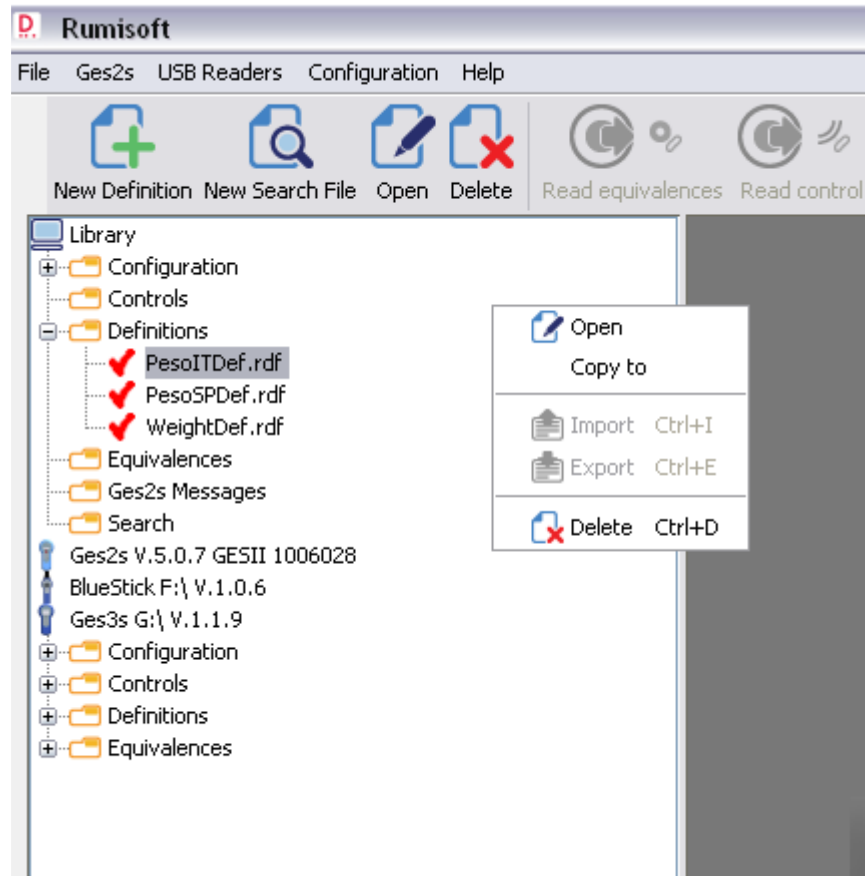 Rumisoft
File Ges2s USB Readers Configuration Help
New Definition New Search File Open Delete Read equivalences Read control
Library
Configuration
Controls
Definitions
PesoITDef.rdf
PesoSPDef.rdf
WeightDef.rdf
Equivalences
Ges2s Messages
Search
Ges2s V.5.0.7 GESII 1006028
BlueStick F:\ V.1.0.6
Ges3s G:\ V.1.1.9
Configuration
Controls
Definitions
Equivalences
Open
Copy to
Import Ctrl+I
Export Ctrl+E
Delete Ctrl+D